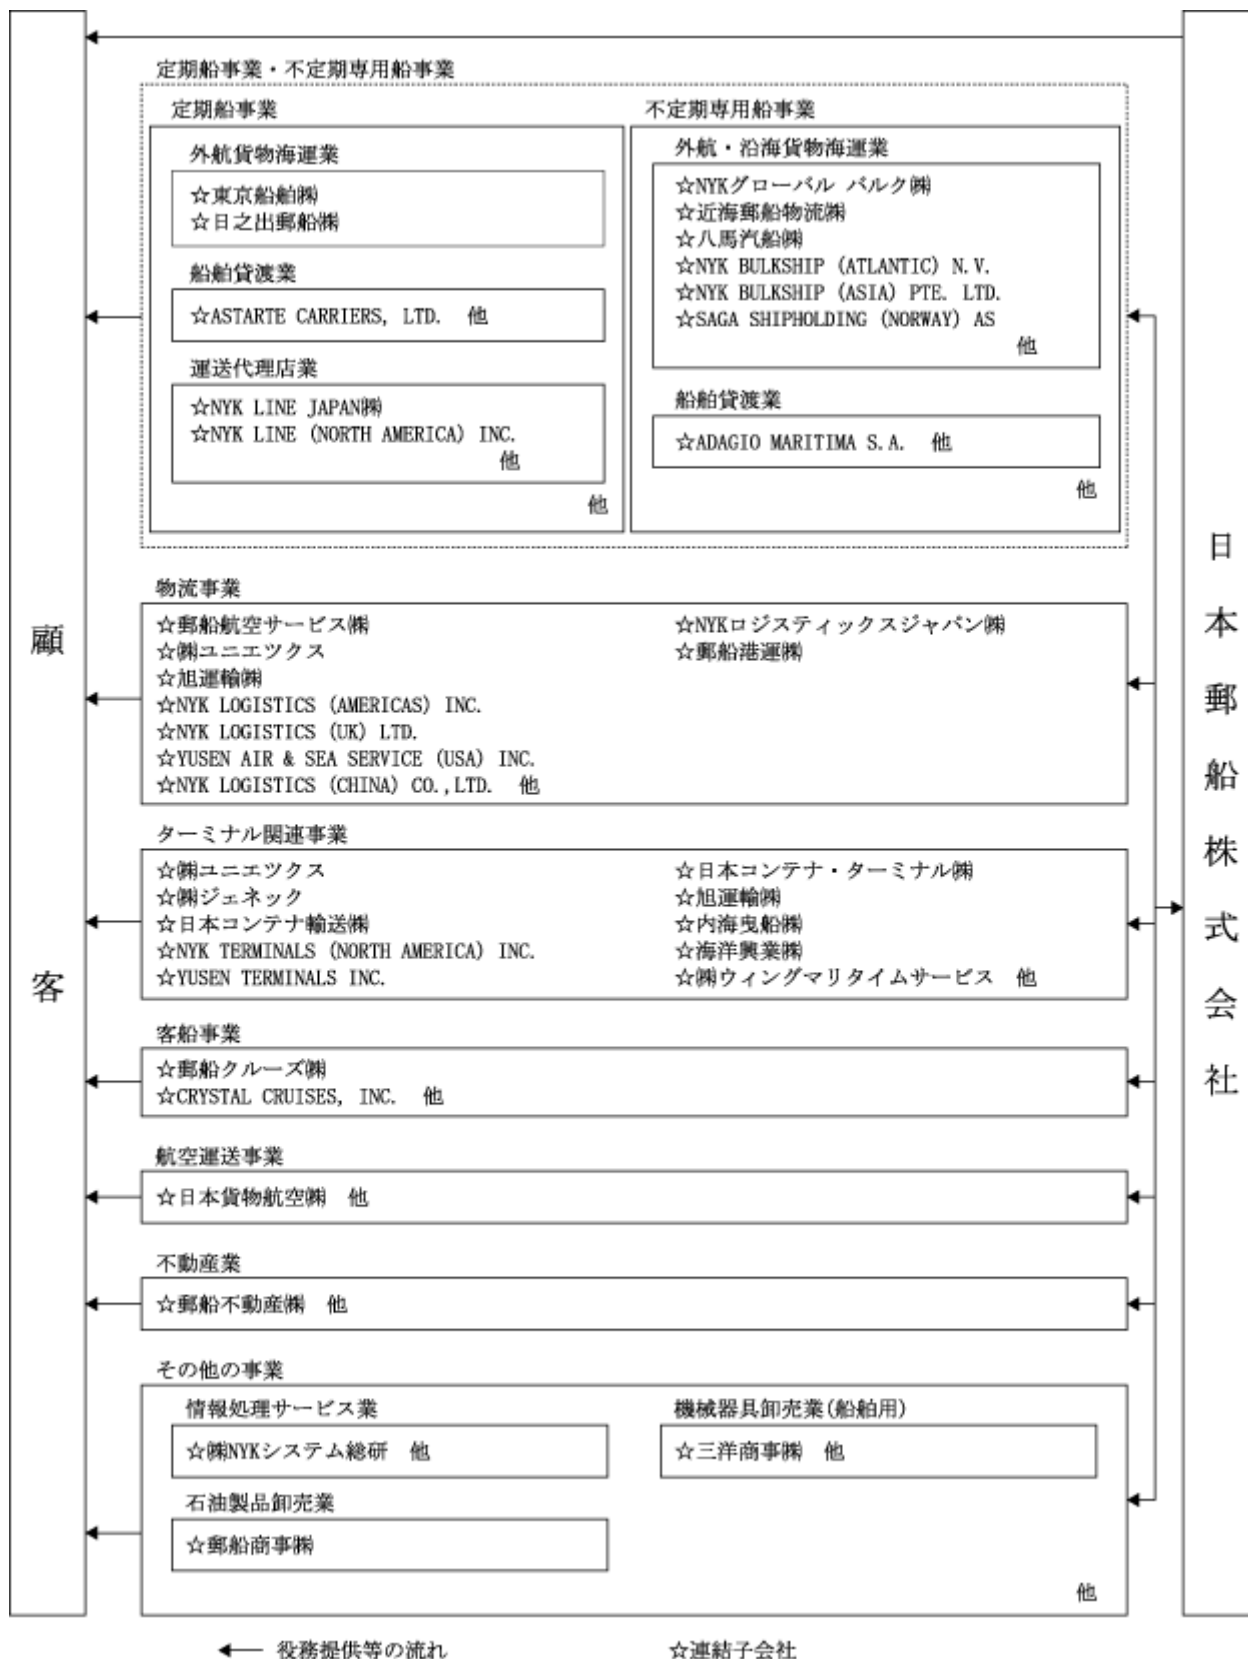 定期船事業・不定期専用船事業
定期船事業
外航貨物海運業
☆東京船舶㈱
☆日之出郵船㈱
船舶貸渡業
☆ASTARTE CARRIERS, LTD. 他
運送代理店業
☆NYK LINE JAPAN㈱
☆NYK LINE (NORTH AMERICA) INC.
他
他
不定期専用船事業
外航・沿海貨物海運業
☆NYKグローバル バルク㈱
☆近海郵船物流㈱
☆八馬汽船㈱
☆NYK BULKSHIP (ATLANTIC) N.V.
☆NYK BULKSHIP (ASIA) PTE. LTD.
☆SAGA SHIPHOLDING (NORWAY) AS
他
船舶貸渡業
☆ADAGIO MARITIMA S.A. 他
他
物流事業
☆郵船航空サービス㈱
☆㈱ユニエツクス
☆旭運輸㈱
☆NYK LOGISTICS (AMERICAS) INC.
☆NYK LOGISTICS (UK) LTD.
☆YUSEN AIR & SEA SERVICE (USA) INC.
☆NYK LOGISTICS (CHINA) CO.,LTD. 他
☆NYKロジスティックスジャパン㈱
☆郵船港運㈱
ターミナル関連事業
☆㈱ユニエツクス
☆㈱ジェネック
☆日本コンテナ輸送㈱
☆NYK TERMINALS (NORTH AMERICA) INC.
☆YUSEN TERMINALS INC.
☆日本コンテナ・ターミナル㈱
☆旭運輸㈱
☆内海曳船㈱
☆海洋興業㈱
☆㈱ウィングマリタイムサービス 他
客船事業
☆郵船クルーズ㈱
☆CRYSTAL CRUISES, INC. 他
航空運送事業
☆日本貨物航空㈱ 他
不動産業
☆郵船不動産㈱ 他
その他の事業
情報処理サービス業
☆㈱NYKシステム総研 他
機械器具卸売業(船舶用)
☆三洋商事㈱ 他
石油製品卸売業
☆郵船商事㈱
他
顧客
日本郵船株式会社
役務提供等の流れ
☆連結子会社